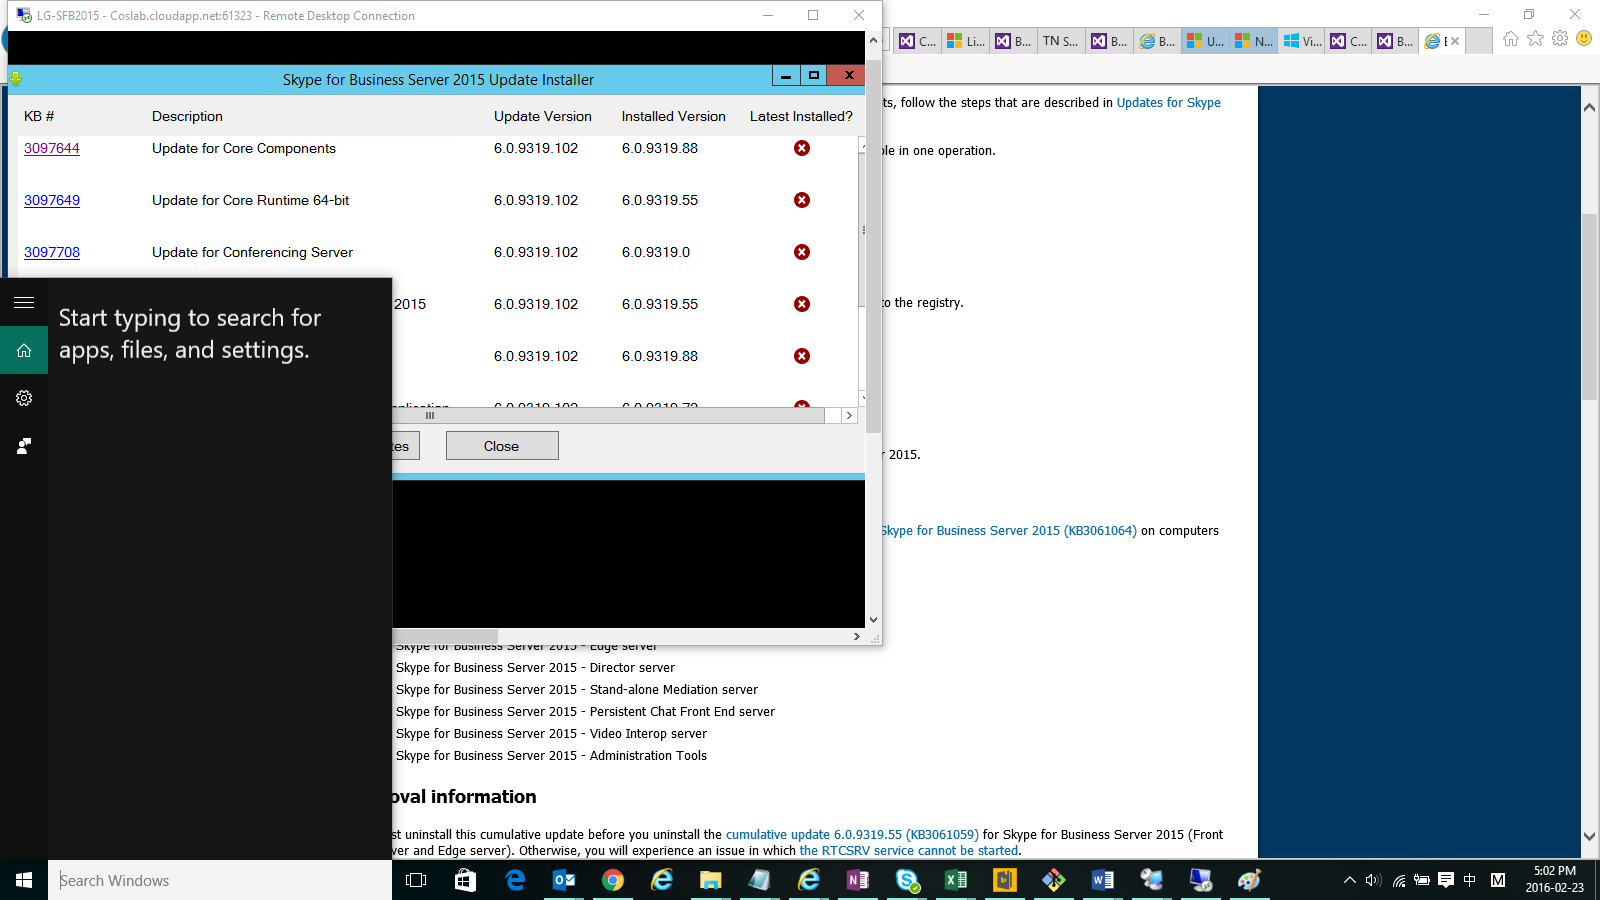 LG-SFB2015 - Coslab.cloudapp.net:61323 - Remote Desktop Connection
C...
Li...
B...
TN S...
B...
B...
U...
N...
Vi...
C...
B...
Skype for Business Server 2015 Update Installer
KB # Description Update Version Installed Version Latest Installed?
3097644 Update for Core Components 6.0.9319.102 6.0.9319.88
3097649 Update for Core Runtime 64-bit 6.0.9319.102 6.0.9319.55
3097708 Update for Conferencing Server 6.0.9319.102 6.0.9319.0
2015 6.0.9319.102 6.0.9319.55
6.0.9319.102 6.0.9319.88
Close
ts, follow the steps that are described in Updates for Skype
ble in one operation.
to the registry.
r 2015.
Skype for Business Server 2015 (KB3061064) on computers
Start typing to search for
apps, files, and settings.
Skype for Business Server 2015 - Edge server
Skype for Business Server 2015 - Director server
Skype for Business Server 2015 - Stand-alone Mediation server
Skype for Business Server 2015 - Persistent Chat Front End server
Skype for Business Server 2015 - Video Interop server
Skype for Business Server 2015 - Administration Tools
oval information
st uninstall this cumulative update before you uninstall the cumulative update 6.0.9319.55 (KB3061059) for Skype for Business Server 2015 (Front
ver and Edge server). Otherwise, you will experience an issue in which the RTCSRV service cannot be started.
Search Windows
中
M
5:02 PM
2016-02-23